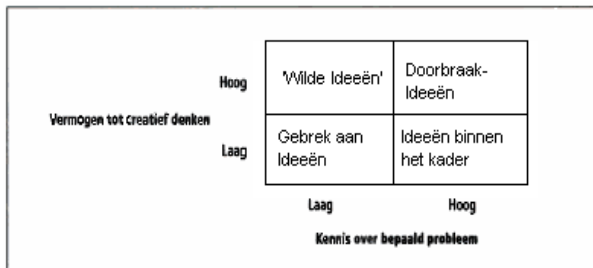 Hoog
'Wilde Ideeën'
Doorbraak-
Ideeën
Vermogen tot creatief denken
Laag
Gebrek aan
Ideeën
Ideeën binnen
het kader
Laag
Hoog
Kennis over bepaald probleem